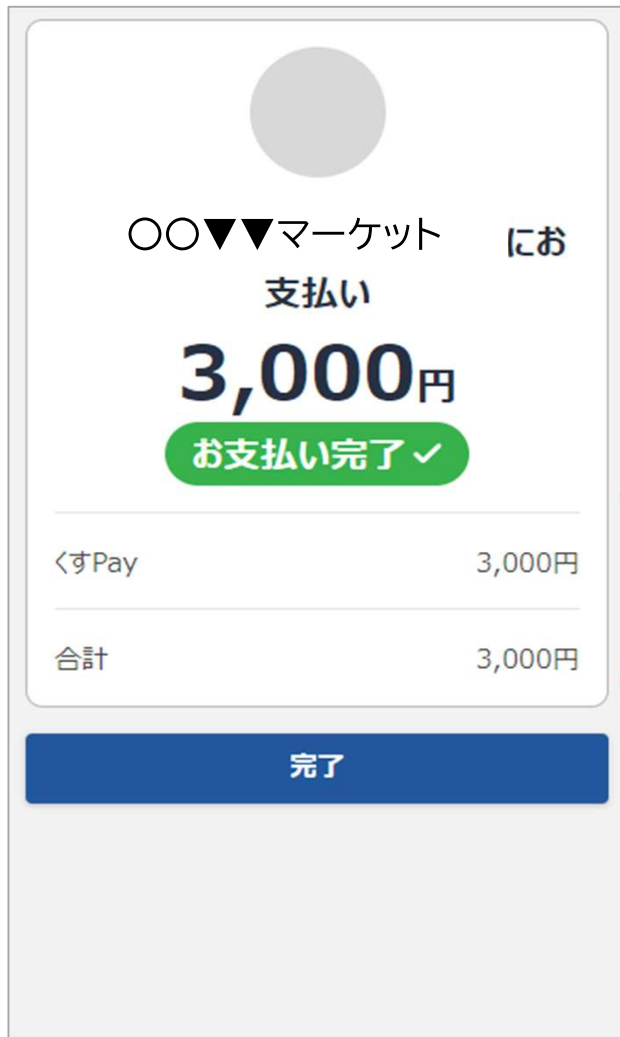 〇〇▼▼マーケット にお
支払い
3,000円
お支払い完了✓
くすPay 3,000円
合計 3,000円
完了